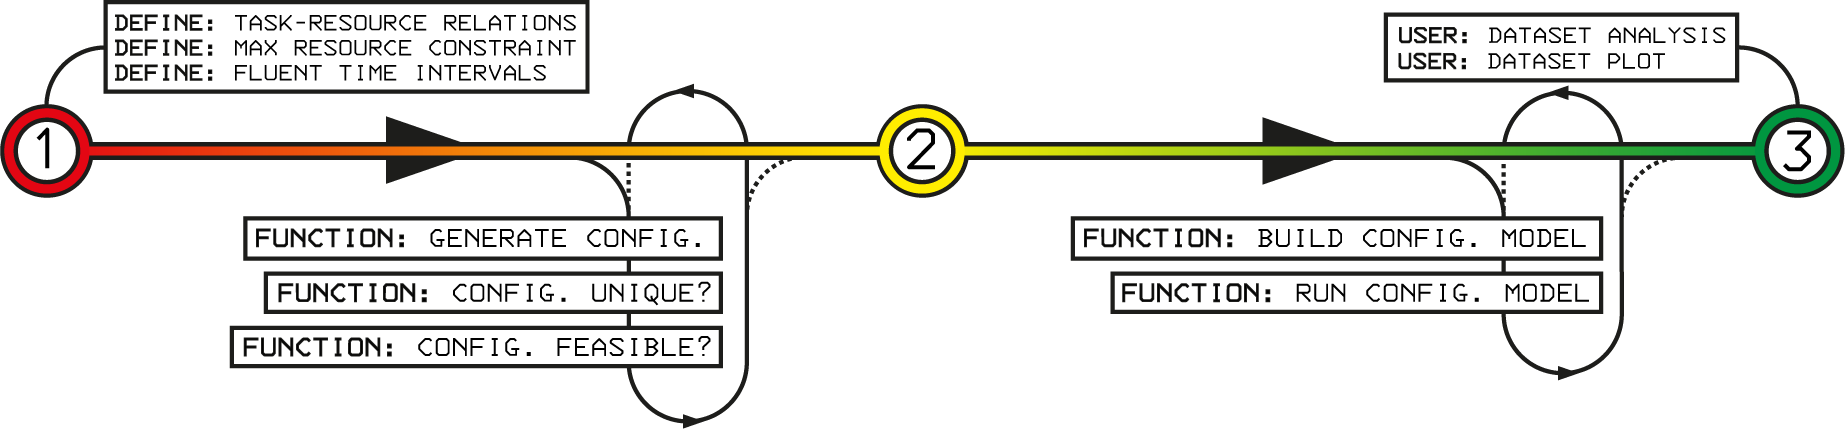 DEFINE: TASK-RESOURCE RELATIONS
DEFINE: MAX RESOURCE CONSTRAINT
DEFINE: FLUENT TIME INTERVALS
USER: DATASET ANALYSIS
USER: DATASET PLOT
1
2
3
FUNCTION: GENERATE CONFIG.
FUNCTION: CONFIG. UNIQUE?
FUNCTION: CONFIG. FEASIBLE?
FUNCTION: BUILD CONFIG. MODEL
FUNCTION: RUN CONFIG. MODEL